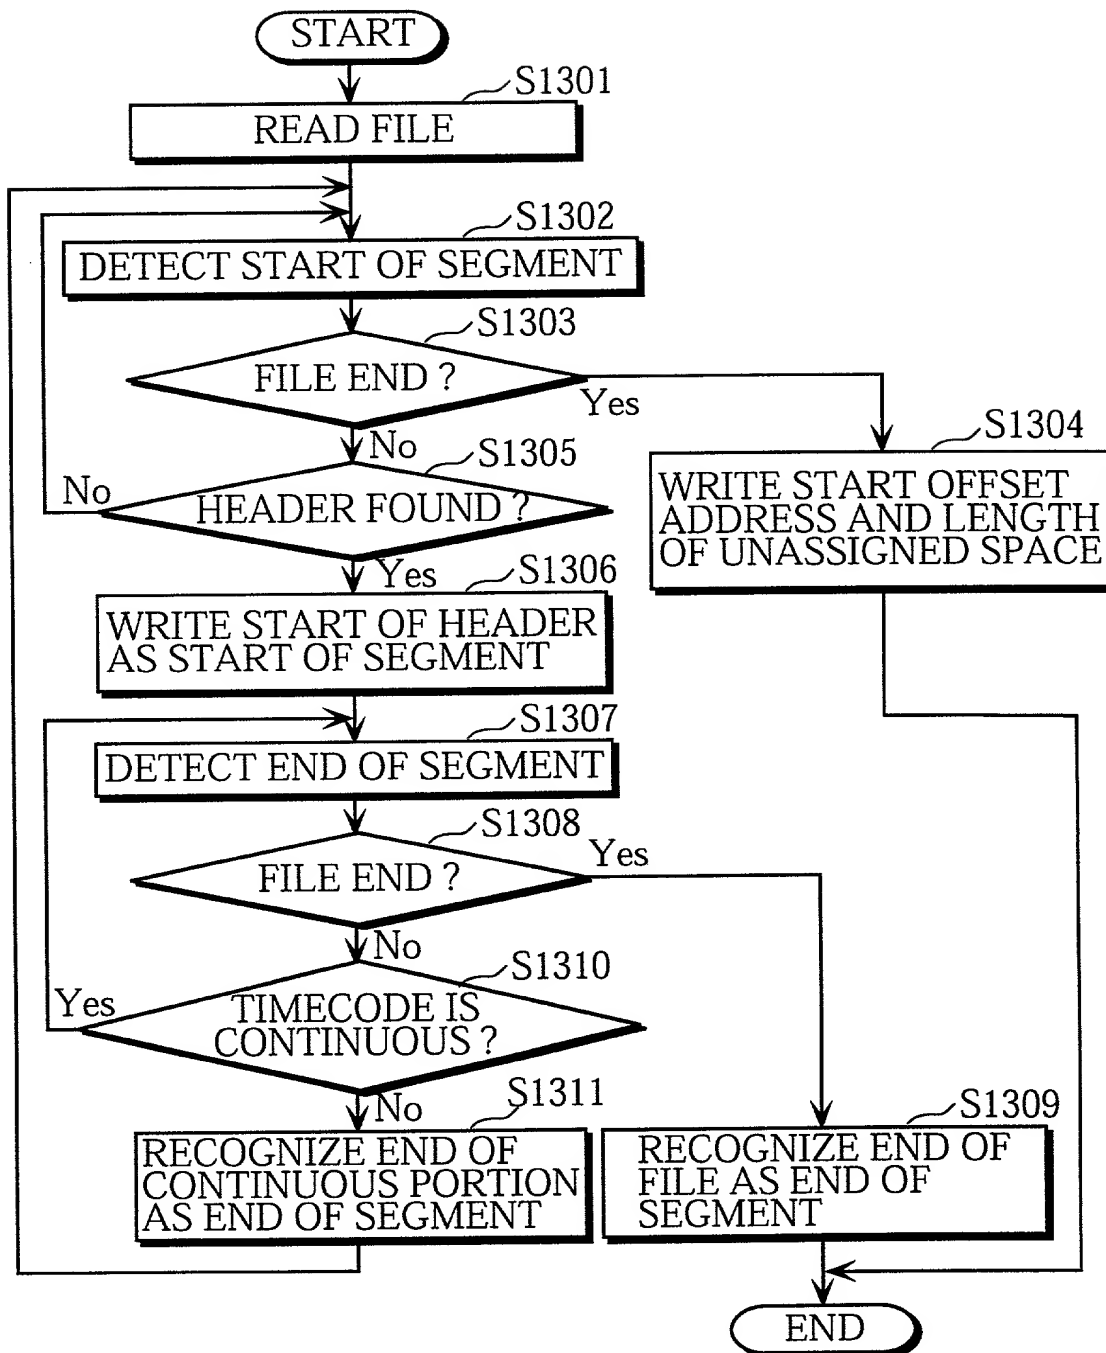 START
S1301
READ FILE
S1302
DETECT START OF SEGMENT
S1303
FILE END ?
Yes
No
S1304
WRITE START OFFSET
ADDRESS AND LENGTH
OF UNASSIGNED SPACE
S1305
No
HEADER FOUND ?
Yes
S1306
WRITE START OF HEADER
AS START OF SEGMENT
S1307
DETECT END OF SEGMENT
S1308
FILE END ?
Yes
No
S1310
Yes
TIMECODE IS
CONTINUOUS ?
No
S1311
RECOGNIZE END OF
CONTINUOUS PORTION
AS END OF SEGMENT
S1309
RECOGNIZE END OF
FILE AS END OF
SEGMENT
END